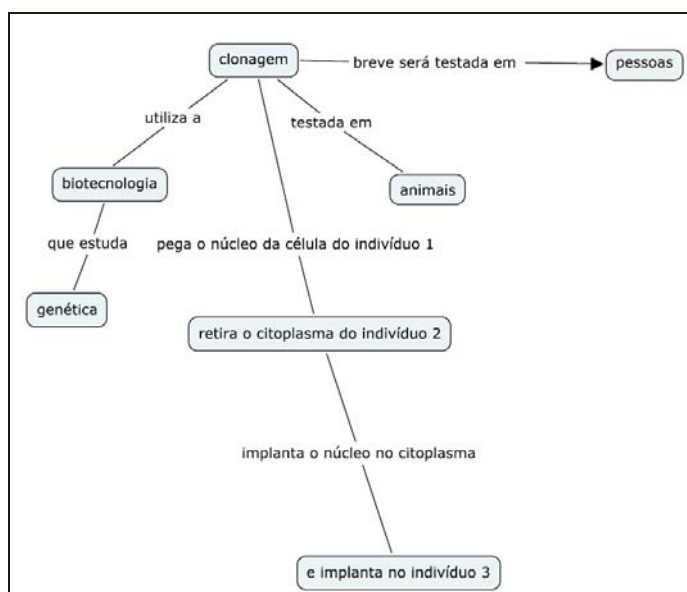 clonagem
breve será testada em
pessoas
utiliza a
testada em
biotecnologia
animais
que estuda
pega o núcleo da célula do indivíduo 1
genética
retira o citoplasma do indivíduo 2
implanta o núcleo no citoplasma
e implanta no indivíduo 3